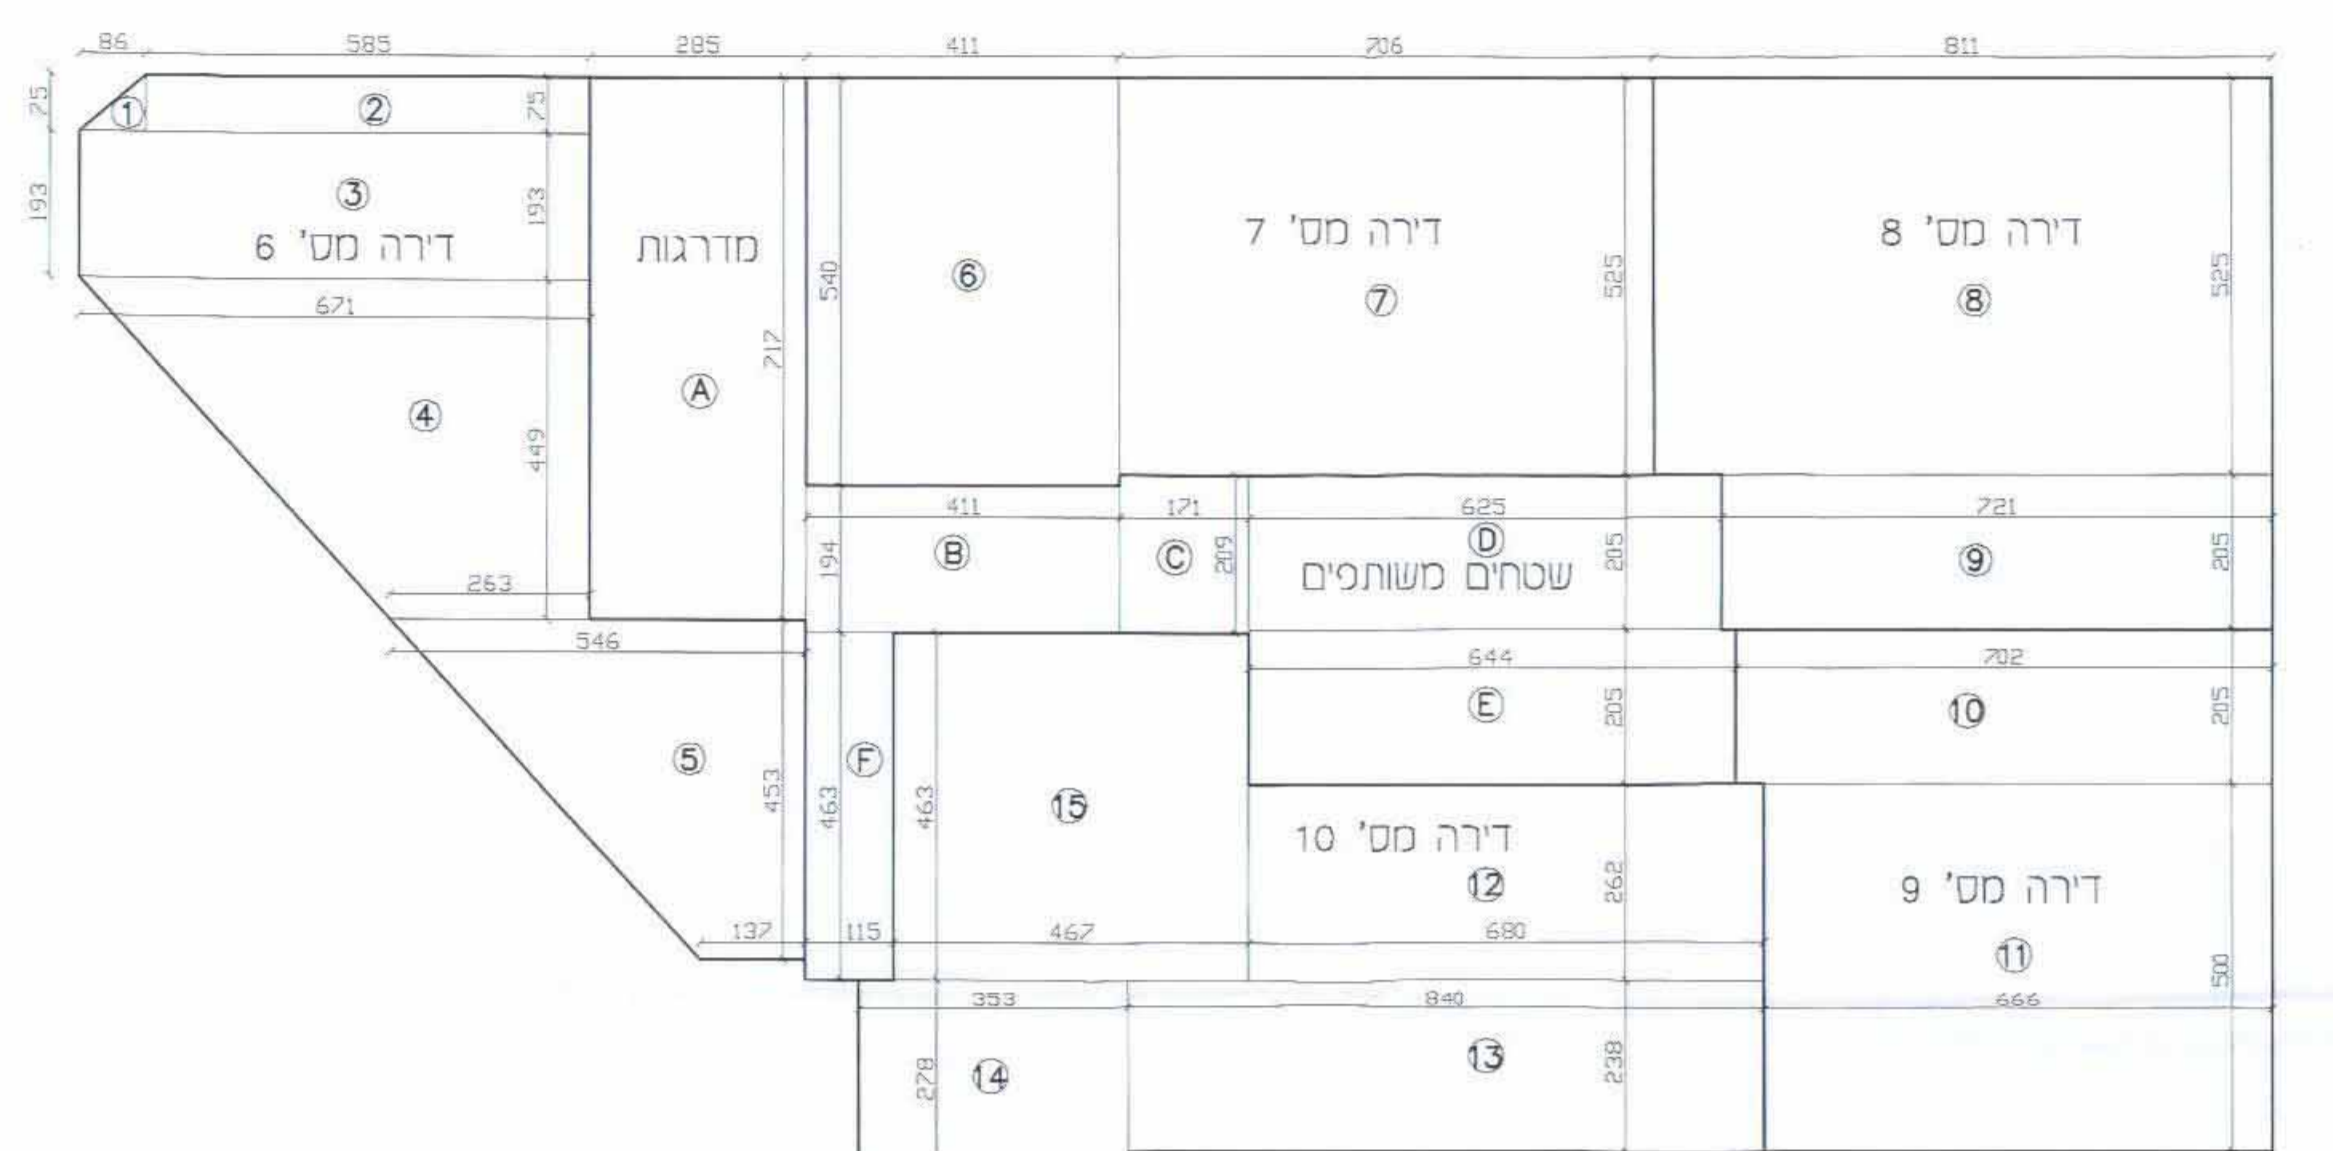 86 585 285 411 706 811
75 ① ② 75
193 ③ 193
דירה מס' 6
מדרגות
דירה מס' 7
דירה מס' 8
540 ⑥ ⑦ 525 ⑧ 525
671
717
Ⓐ
④
449
411 171 625 721
194 Ⓑ Ⓒ 209 Ⓓ 205 ⑨ 205
שטחים משותפים
263
546
644 702
Ⓔ 205 ⑩ 205
⑤ Ⓕ
453 463 463 ⑮
דירה מס' 10
⑫ 262
דירה מס' 9
137 115 467 680
⑪
500
353 840 666
278 ⑭ ⑬ 238